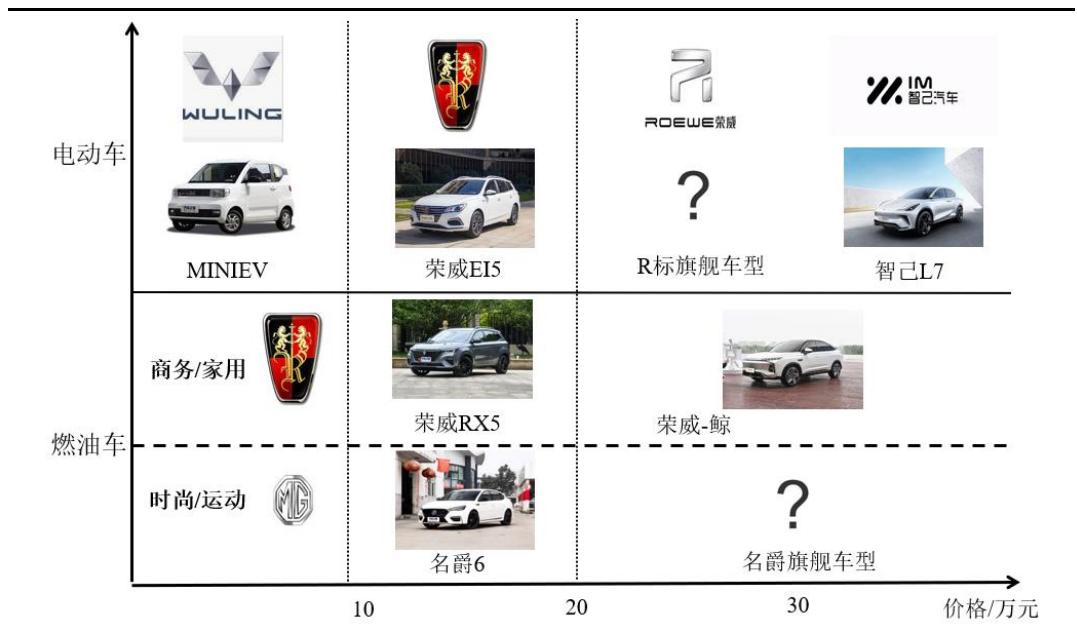 WULING
R
ROEWE荣威
IM
智己汽车
电动车
?
MINIEV
荣威EI5
R标旗舰车型
智己L7
商务/家用
R
荣威RX5
荣威-鲸
燃油车
时尚/运动
MG
?
名爵6
名爵旗舰车型
10
20
30
价格/万元